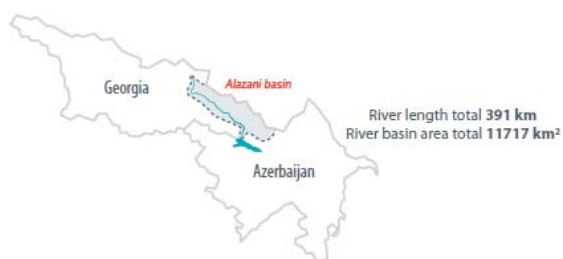 Georgia
Alazani basin
River length total 391 km
River basin area total 11717 km²
Azerbaijan